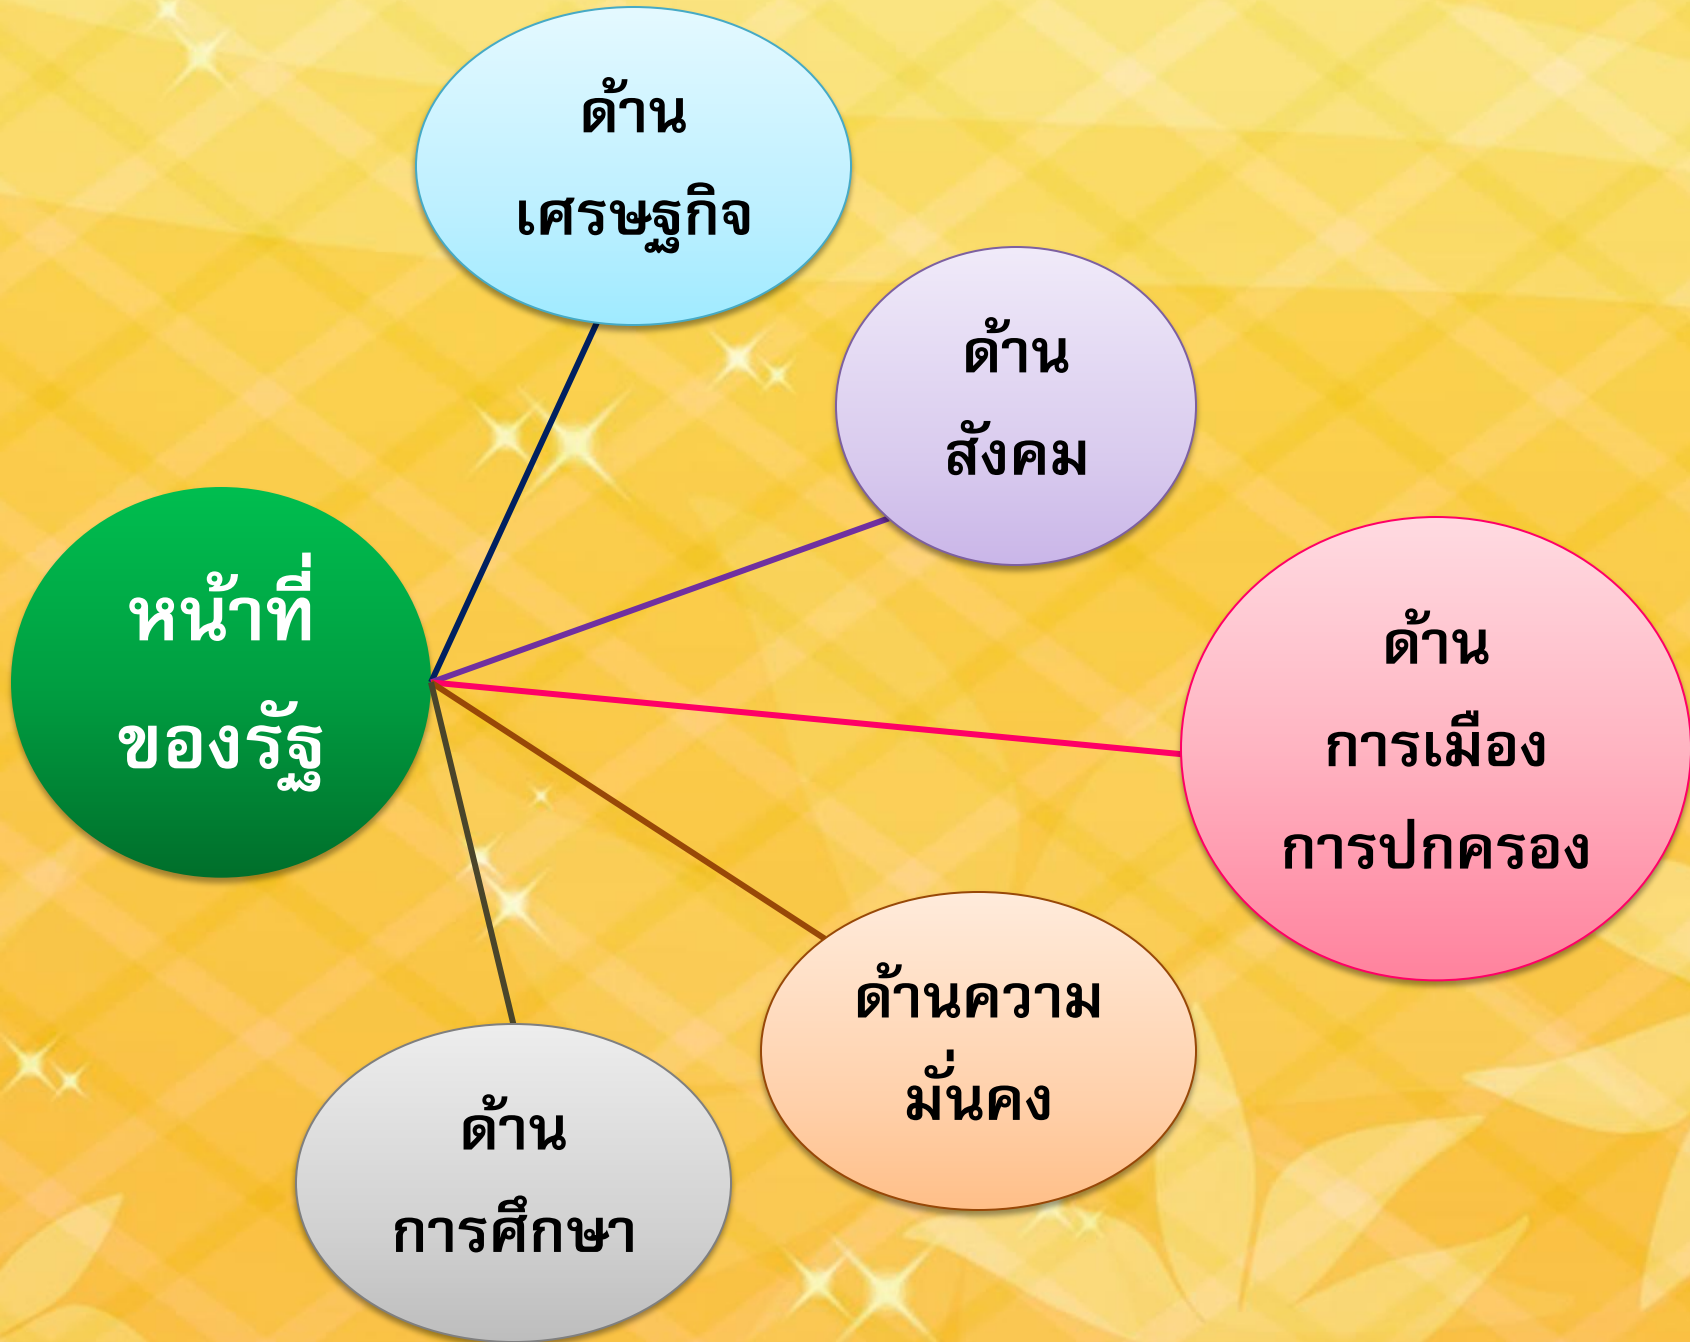 หน้าที่
ของรัฐ
ด้าน
เศรษฐกิจ
ด้าน
สังคม
ด้าน
การเมือง
การปกครอง
ด้านความ
มั่นคง
ด้าน
การศึกษา